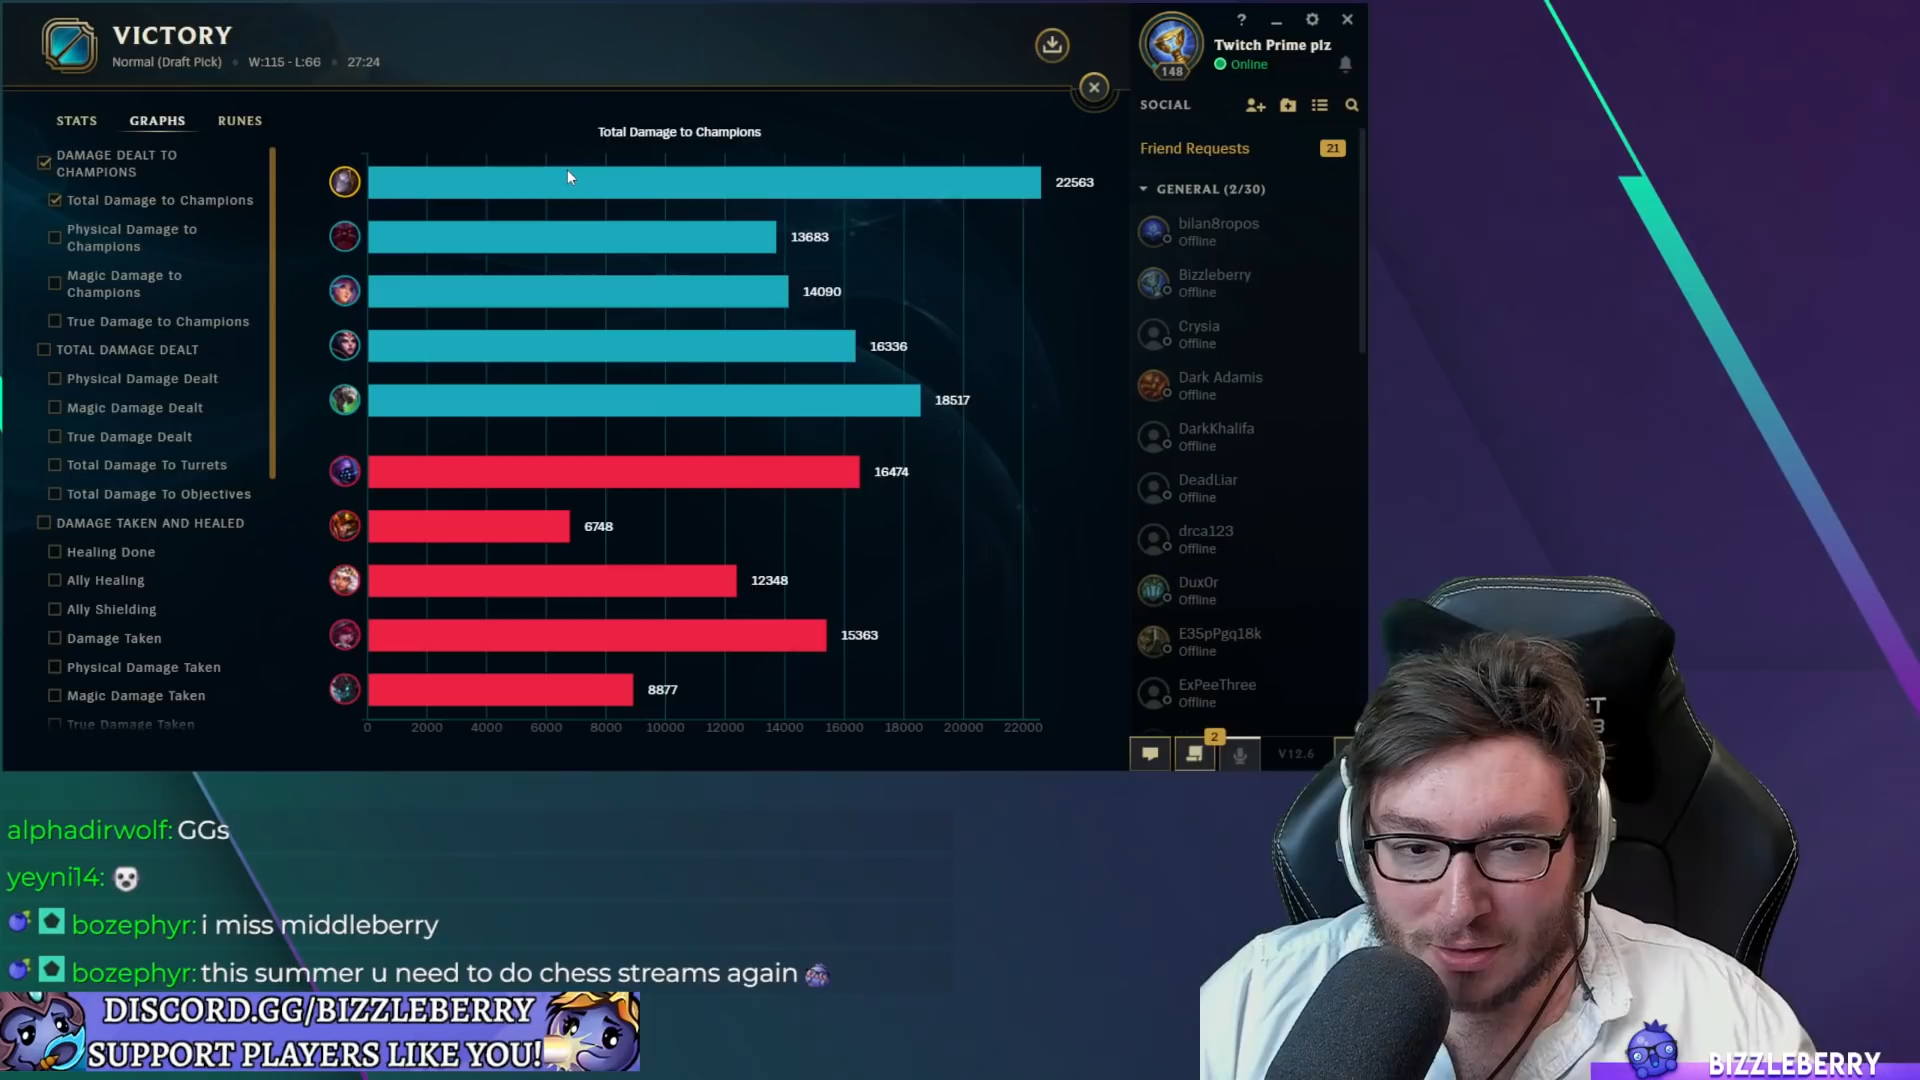 VICTORY
Normal (Draft Pick) • W:115 - L:66 • 27:24
STATS GRAPHS RUNES
DAMAGE DEALT TO
CHAMPIONS
Total Damage to Champions
Physical Damage to
Champions
Magic Damage to
Champions
True Damage to Champions
TOTAL DAMAGE DEALT
Physical Damage Dealt
Magic Damage Dealt
True Damage Dealt
Total Damage To Turrets
Total Damage To Objectives
DAMAGE TAKEN AND HEALED
Healing Done
Ally Healing
Ally Shielding
Damage Taken
Physical Damage Taken
Magic Damage Taken
True Damage Taken
Total Damage to Champions
22563
13683
14090
16336
18517
16474
6748
12348
15363
8877
0 2000 4000 6000 8000 10000 12000 14000 16000 18000 20000 22000
?
148
Twitch Prime plz
Online
SOCIAL
Friend Requests 21
GENERAL (2/30)
bilan8ropos
Offline
Bizzleberry
Offline
Crysia
Offline
Dark Adamis
Offline
DarkKhalifa
Offline
DeadLiar
Offline
drca123
Offline
Dux0r
Offline
E35pPgq18k
Offline
ExPeeThree
Offline
2
V12.6
alphadirwolf: GGs
yeyni14:
bozephyr: i miss middleberry
bozephyr: this summer u need to do chess streams again
DISCORD.GG/BIZZLEBERRY
SUPPORT PLAYERS LIKE YOU!
BIZZLEBERRY